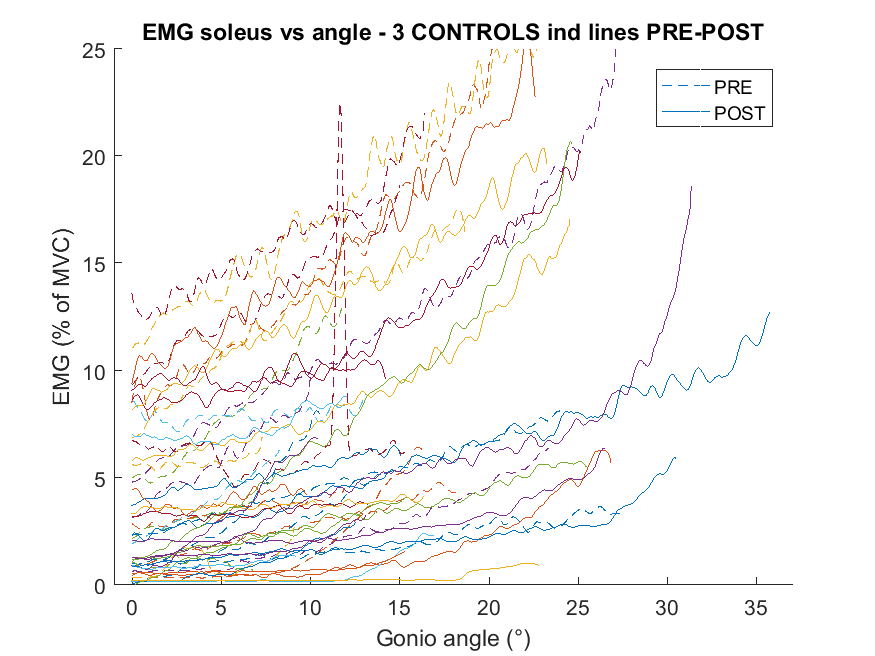 EMG soleus vs angle - 3 CONTROLS ind lines PRE-POST
25
20
15
10
5
0
EMG (% of MVC)
PRE
POST
0 5 10 15 20 25 30 35
Gonio angle (°)